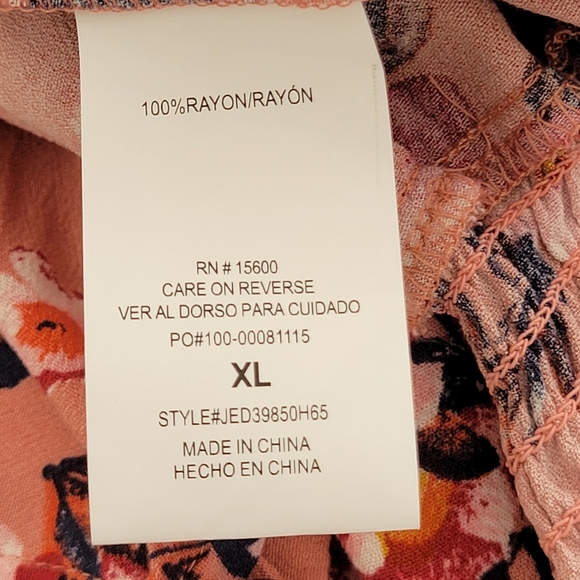 100%RAYON/RAYÓN
RN # 15600
CARE ON REVERSE
VER AL DORSO PARA CUIDADO
PO#100-00081115
XL
STYLE#JED39850H65
MADE IN CHINA
HECHO EN CHINA